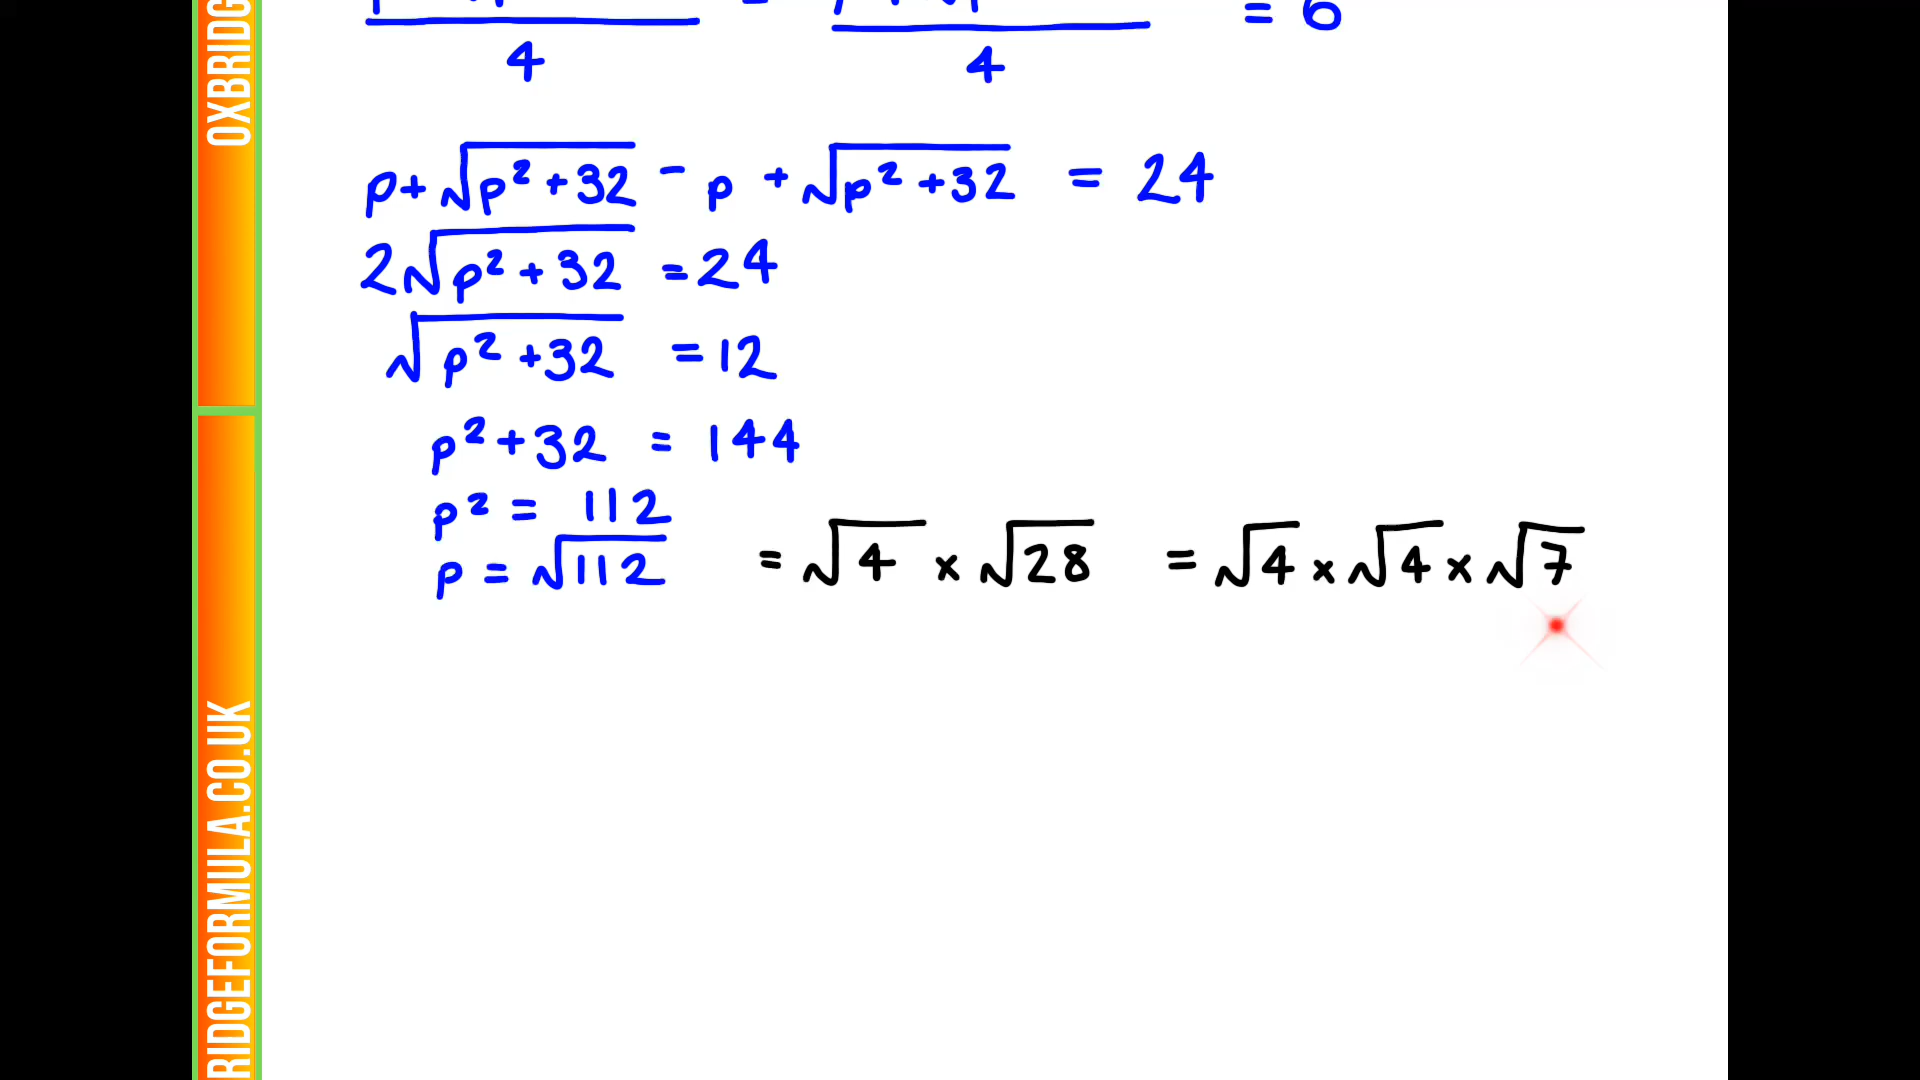 OXBRIDG
RIDGEFORMULA.CO.UK
= 6
4 4
p + √(p² + 32) - p + √(p² + 32) = 24
2√(p² + 32) = 24
√(p² + 32) = 12
p² + 32 = 144
p² = 112
p = √112 = √4 × √28 = √4 × √4 × √7